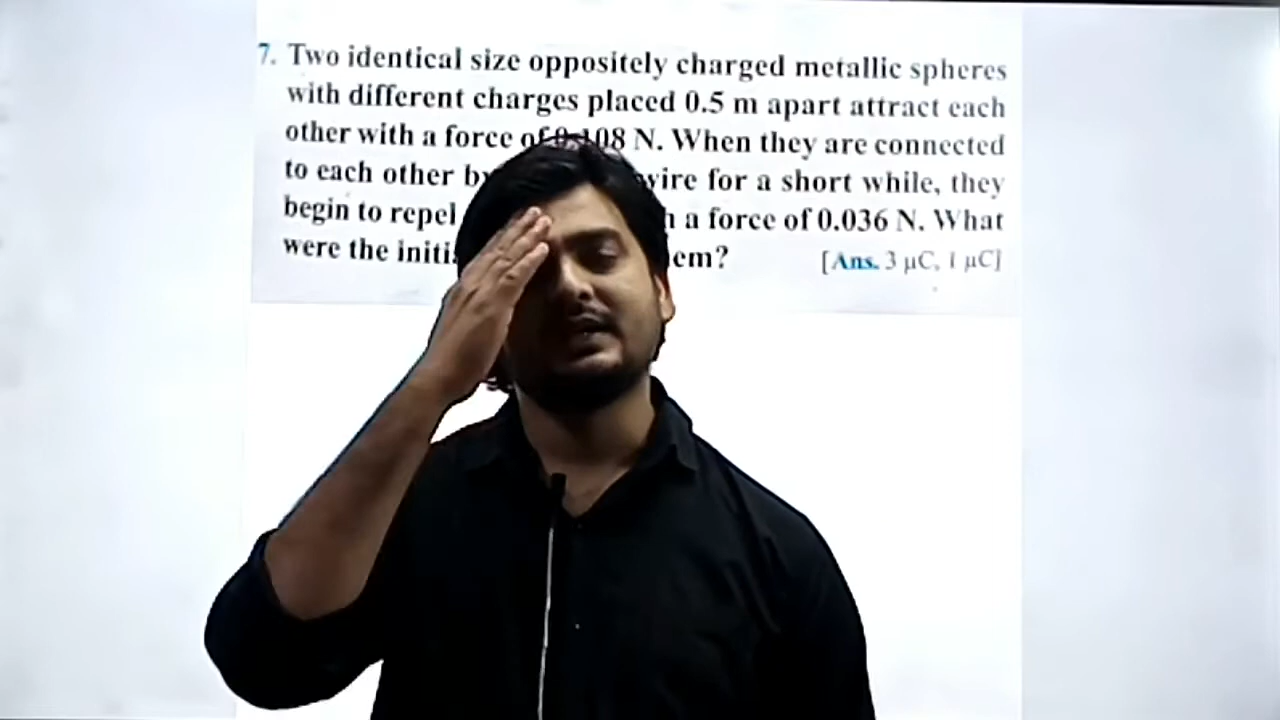 7. Two identical size oppositely charged metallic spheres
with different charges placed 0.5 m apart attract each
other with a force of 0.108 N. When they are connected
to each other by wire for a short while, they
begin to repel a force of 0.036 N. What
were the [Ans. 3 μC, 1 μC]